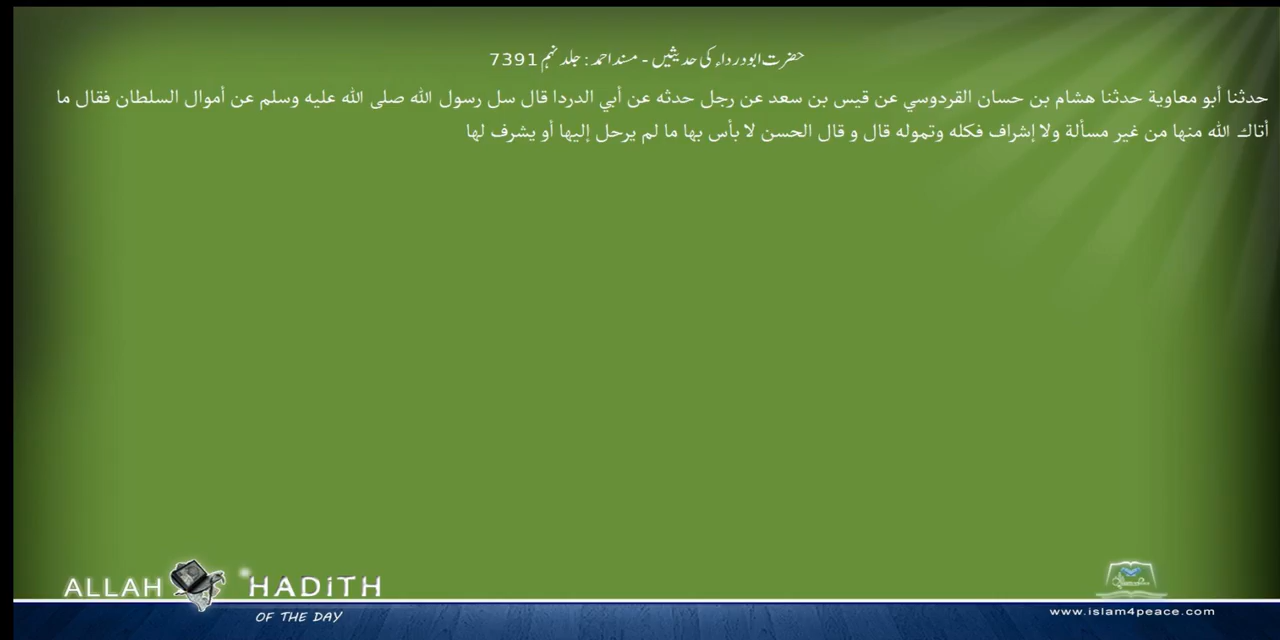 حضرت ابودرداء کی حدیثیں - مسند احمد: جلد نہم 7391
حدثنا أبو معاوية حدثنا هشام بن حسان القردوسي عن قيس بن سعد عن رجل حدثه عن أبي الدردا قال سل رسول الله صلى الله عليه وسلم عن أموال السلطان فقال ما
أتاك الله منها من غير مسألة ولا إشراف فكله وتموله قال و قال الحسن لا بأس بها ما لم يرحل إليها أو يشرف لها
ALLAH HADiTH
OF THE DAY
www.islam4peace.com